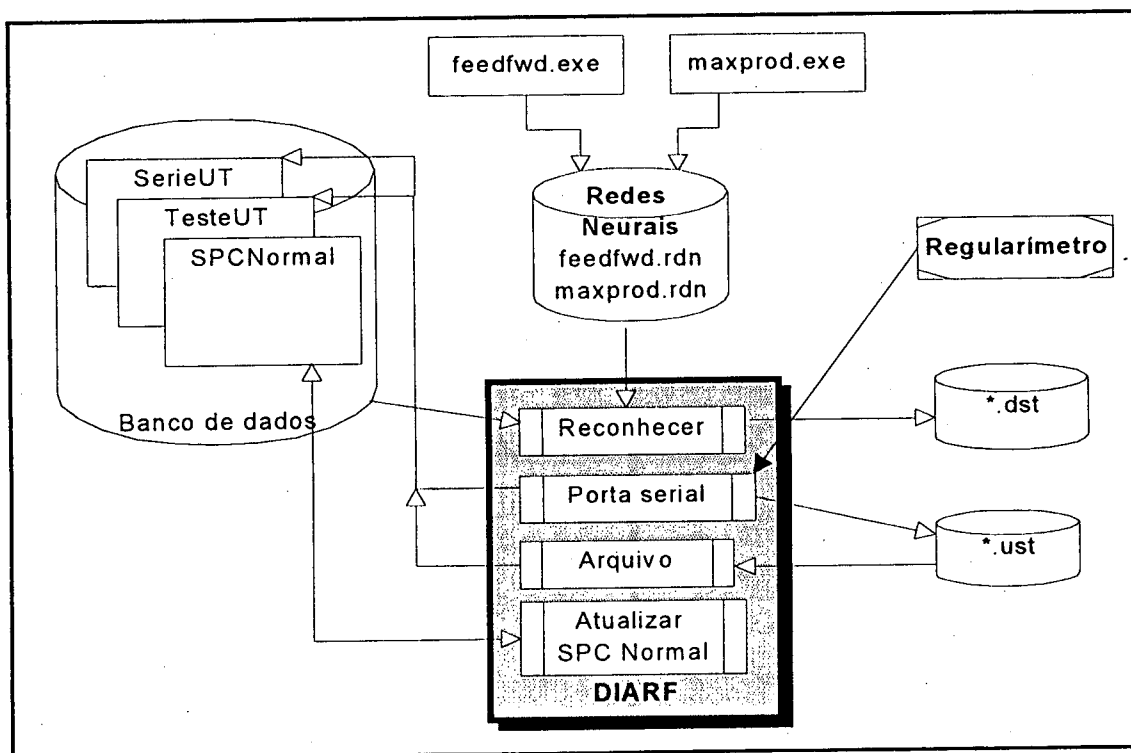 feedfwd.exe
maxprod.exe
SerieUT
TesteUT
SPCNormal
Banco de dados
Redes
Neurais
feedfwd.rdn
maxprod.rdn
Regularímetro
Reconhecer
Porta serial
Arquivo
Atualizar
SPC Normal
DIARF
*.dst
*.ust